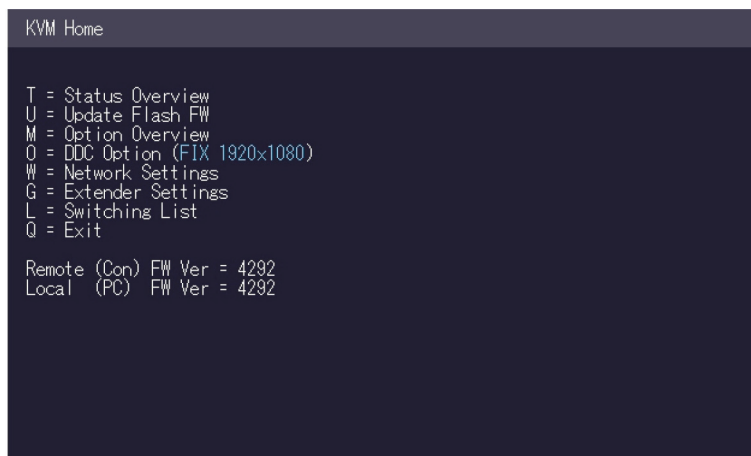 KVM Home
T = Status Overview
U = Update Flash FW
M = Option Overview
O = DDC Option (FIX 1920x1080)
W = Network Settings
G = Extender Settings
L = Switching List
Q = Exit
Remote (Con) FW Ver = 4292
Local  (PC)  FW Ver = 4292